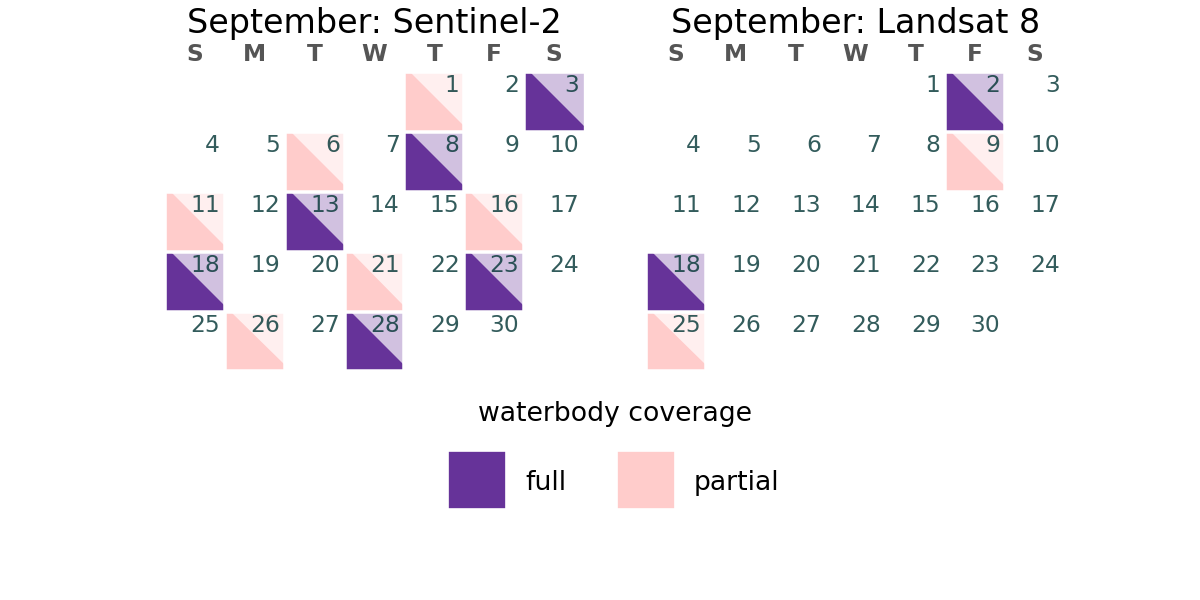 September: Sentinel-2
S M T W T F S
1 2 3
4 5 6 7 8 9 10
11 12 13 14 15 16 17
18 19 20 21 22 23 24
25 26 27 28 29 30
September: Landsat 8
S M T W T F S
1 2 3
4 5 6 7 8 9 10
11 12 13 14 15 16 17
18 19 20 21 22 23 24
25 26 27 28 29 30
waterbody coverage
full partial